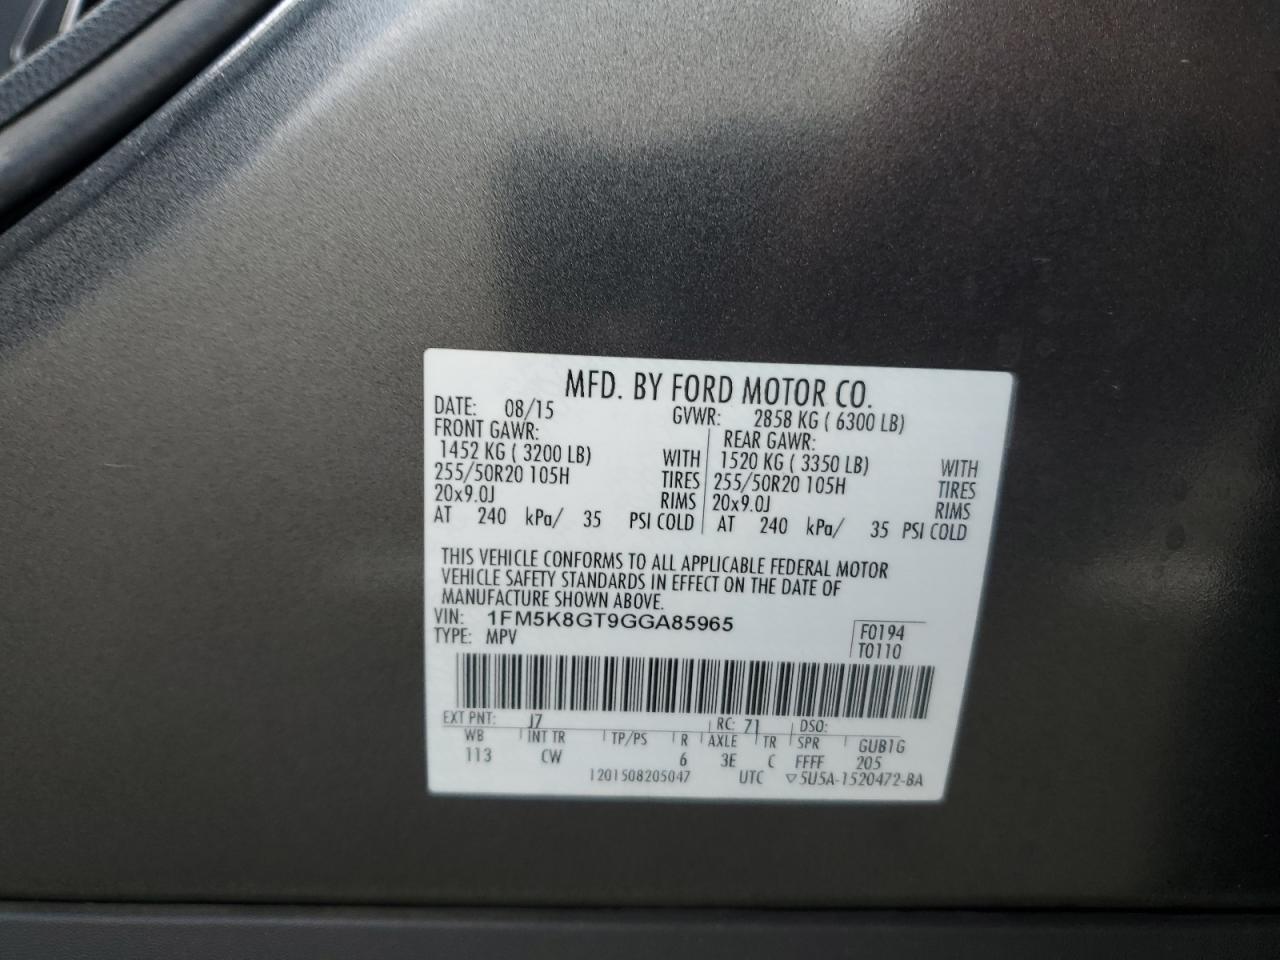 MFD. BY FORD MOTOR CO.
DATE: 08/15 GVWR: 2858 KG ( 6300 LB)
FRONT GAWR: REAR GAWR:
1452 KG ( 3200 LB) WITH 1520 KG ( 3350 LB) WITH
255/50R20 105H TIRES 255/50R20 105H TIRES
20x9.0J RIMS 20x9.0J RIMS
AT 240 kPa/ 35 PSI COLD AT 240 kPa/ 35 PSI COLD
THIS VEHICLE CONFORMS TO ALL APPLICABLE FEDERAL MOTOR
VEHICLE SAFETY STANDARDS IN EFFECT ON THE DATE OF
MANUFACTURE SHOWN ABOVE.
VIN: 1FM5K8GT9GGA85965 F0194
TYPE: MPV T0110
EXT PNT: J7 RC: 71 DSO:
WB INT TR TP/PS R AXLE TR SPR GUB1G
113 CW 6 3E C FFFF 205
1201508205047 UTC ▽5U5A-1520472-BA